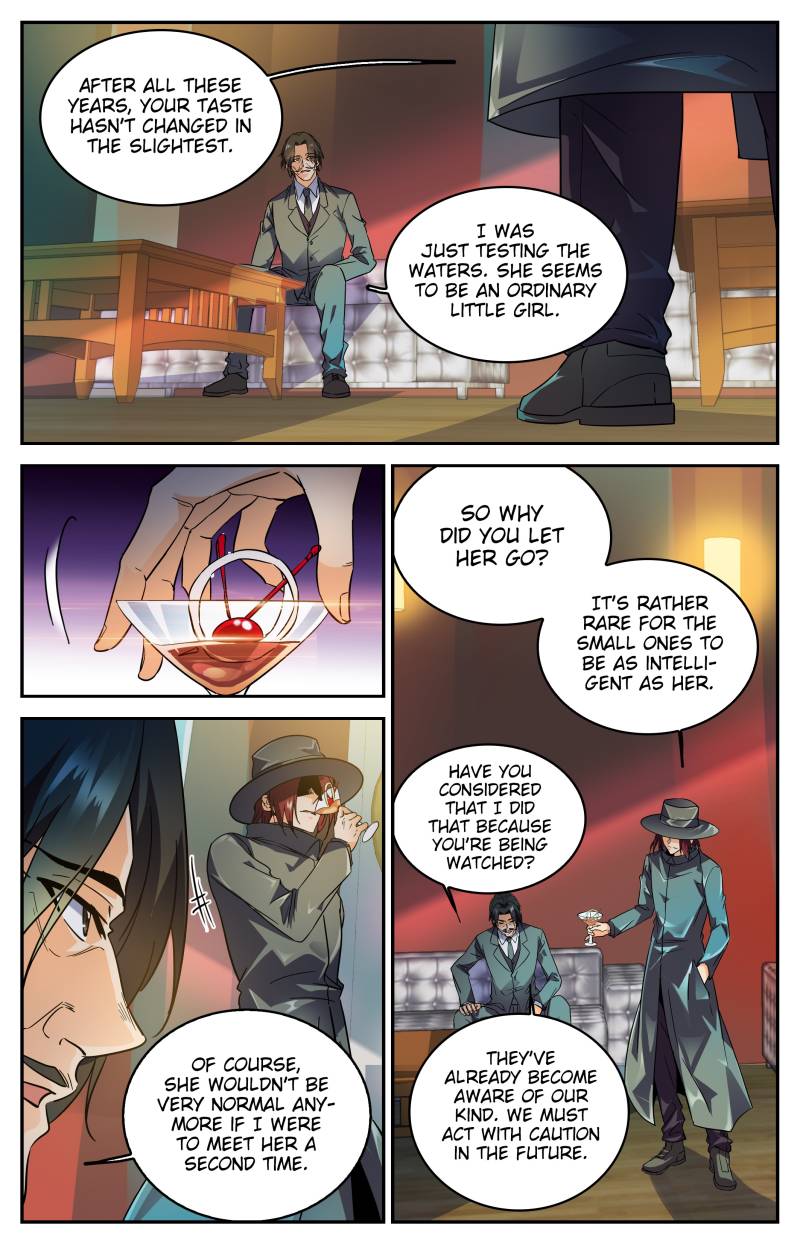 AFTER ALL THESE
YEARS, YOUR TASTE
HASN'T CHANGED IN
THE SLIGHTEST.
I WAS
JUST TESTING THE
WATERS. SHE SEEMS
TO BE AN ORDINARY
LITTLE GIRL.
SO WHY
DID YOU LET
HER GO?
IT'S RATHER
RARE FOR THE
SMALL ONES TO
BE AS INTELLI-
GENT AS HER.
HAVE YOU
CONSIDERED
THAT I DID
THAT BECAUSE
YOU'RE BEING
WATCHED?
THEY'VE
ALREADY BECOME
AWARE OF OUR
KIND. WE MUST
ACT WITH CAUTION
IN THE FUTURE.
OF COURSE,
SHE WOULDN'T BE
VERY NORMAL ANY-
MORE IF I WERE
TO MEET HER A
SECOND TIME.